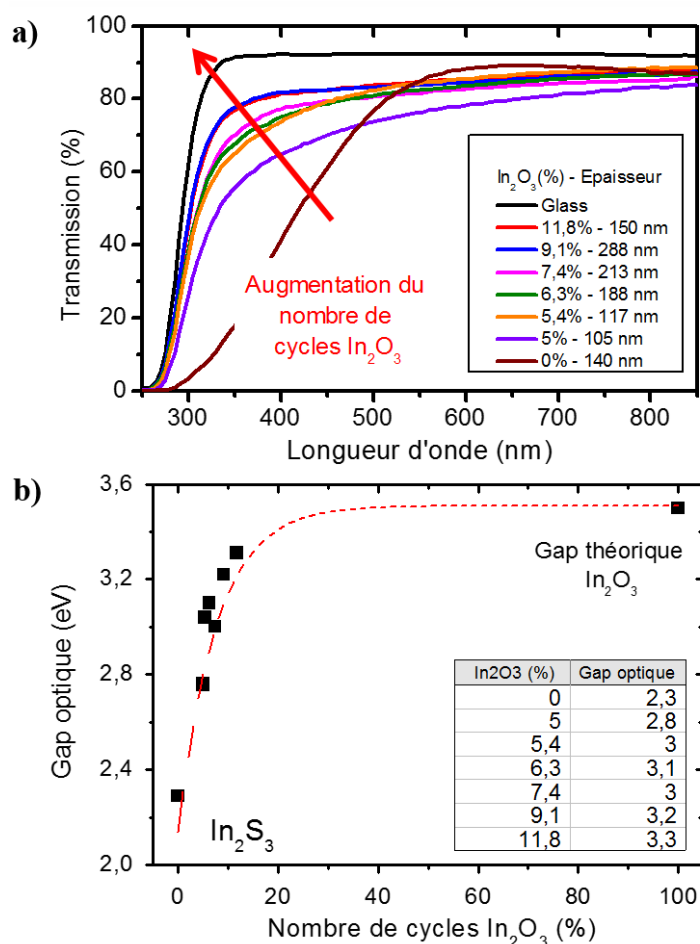 a)
100
80
60
40
20
0
Transmission (%)
300 400 500 600 700 800
Longueur d'onde (nm)
Augmentation du
nombre de
cycles In₂O₃
In₂O₃(%) - Epaisseur
Glass
11,8% - 150 nm
9,1% - 288 nm
7,4% - 213 nm
6,3% - 188 nm
5,4% - 117 nm
5% - 105 nm
0% - 140 nm
b)
3,6
3,2
2,8
2,4
2,0
Gap optique (eV)
Gap théorique
In₂O₃
In₂S₃
In2O3 (%) Gap optique
0 2,3
5 2,8
5,4 3
6,3 3,1
7,4 3
9,1 3,2
11,8 3,3
0 20 40 60 80 100
Nombre de cycles In₂O₃ (%)